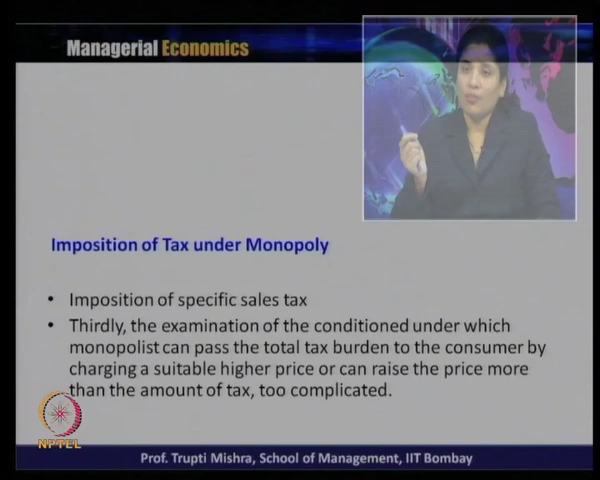 Managerial Economics
Imposition of Tax under Monopoly
• Imposition of specific sales tax
• Thirdly, the examination of the conditioned under which
monopolist can pass the total tax burden to the consumer by
charging a suitable higher price or can raise the price more
than the amount of tax, too complicated.
NPTEL
Prof. Trupti Mishra, School of Management, IIT Bombay